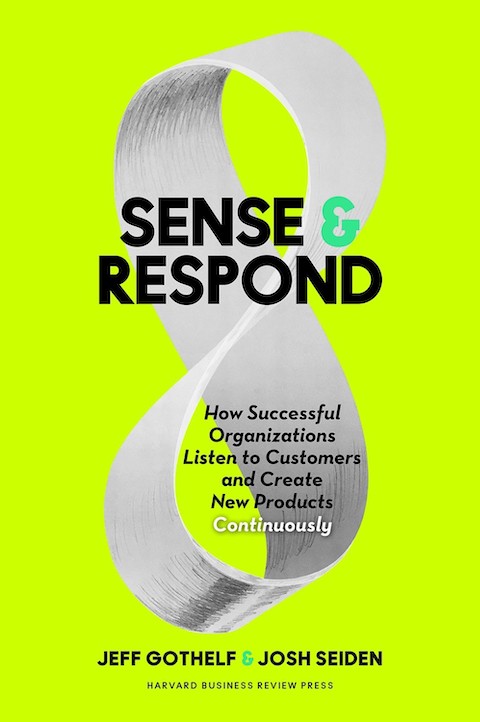 SENSE &
RESPOND
How Successful
Organizations
Listen to Customers
and Create
New Products
Continuously
JEFF GOTHELF & JOSH SEIDEN
HARVARD BUSINESS REVIEW PRESS